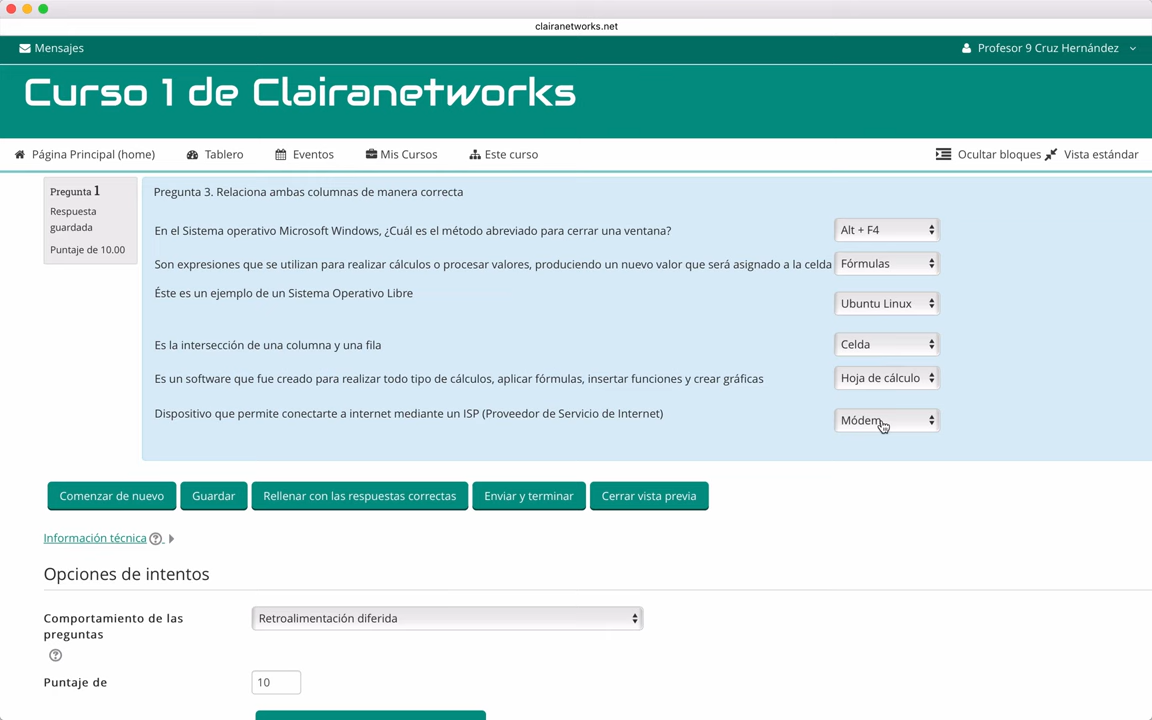 clairanetworks.net
Mensajes
Profesor 9 Cruz Hernández
Curso 1 de Clairanetworks
Página Principal (home) Tablero Eventos Mis Cursos Este curso Ocultar bloques Vista estándar
Pregunta 1
Respuesta
guardada
Puntaje de 10.00
Pregunta 3. Relaciona ambas columnas de manera correcta
En el Sistema operativo Microsoft Windows, ¿Cuál es el método abreviado para cerrar una ventana? Alt + F4
Son expresiones que se utilizan para realizar cálculos o procesar valores, produciendo un nuevo valor que será asignado a la celda Fórmulas
Éste es un ejemplo de un Sistema Operativo Libre Ubuntu Linux
Es la intersección de una columna y una fila Celda
Es un software que fue creado para realizar todo tipo de cálculos, aplicar fórmulas, insertar funciones y crear gráficas Hoja de cálculo
Dispositivo que permite conectarte a internet mediante un ISP (Proveedor de Servicio de Internet) Módem
Comenzar de nuevo Guardar Rellenar con las respuestas correctas Enviar y terminar Cerrar vista previa
Información técnica
Opciones de intentos
Comportamiento de las
preguntas
Retroalimentación diferida
Puntaje de 10